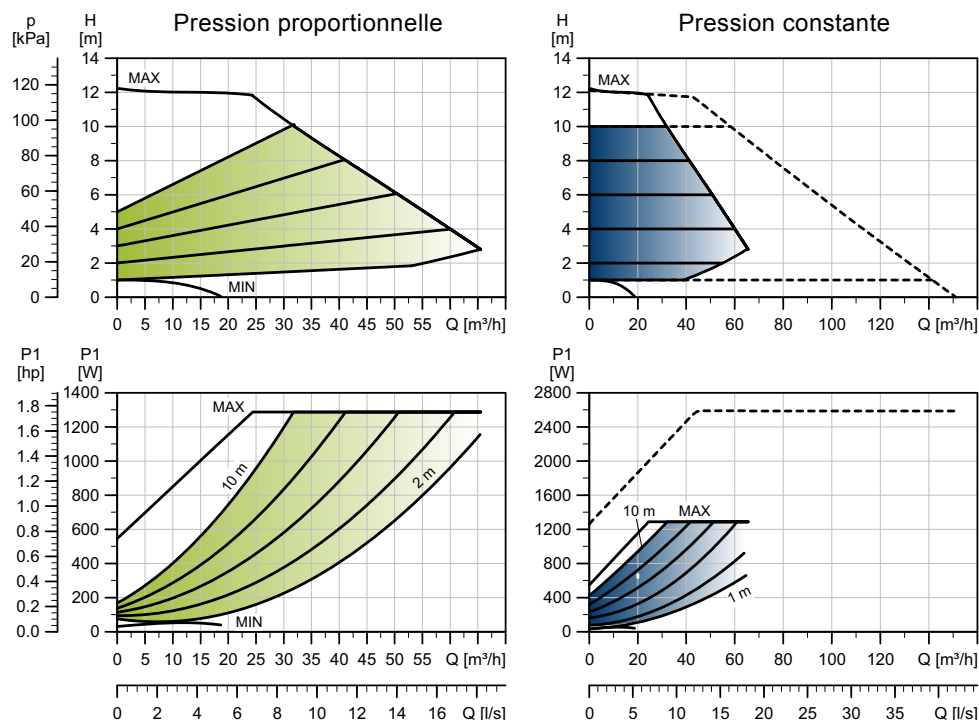 Pression proportionnelle
p
[kPa]
H
[m]
120
100
80
60
40
20
0
14
12
10
8
6
4
2
0
MAX
MIN
0 5 10 15 20 25 30 35 40 45 50 55 Q [m³/h]
Pression constante
H
[m]
14
12
10
8
6
4
2
0
MAX
0 20 40 60 80 100 120 Q [m³/h]
P1
[hp]
P1
[W]
1.8
1.6
1.4
1.2
1.0
0.8
0.6
0.4
0.2
0.0
1400
1200
1000
800
600
400
200
0
MAX
10 m
2 m
MIN
0 5 10 15 20 25 30 35 40 45 50 55 Q [m³/h]
0 2 4 6 8 10 12 14 16 Q [l/s]
P1
[W]
2800
2400
2000
1600
1200
800
400
0
10 m
MAX
1 m
0 20 40 60 80 100 120 Q [m³/h]
0 5 10 15 20 25 30 35 Q [l/s]